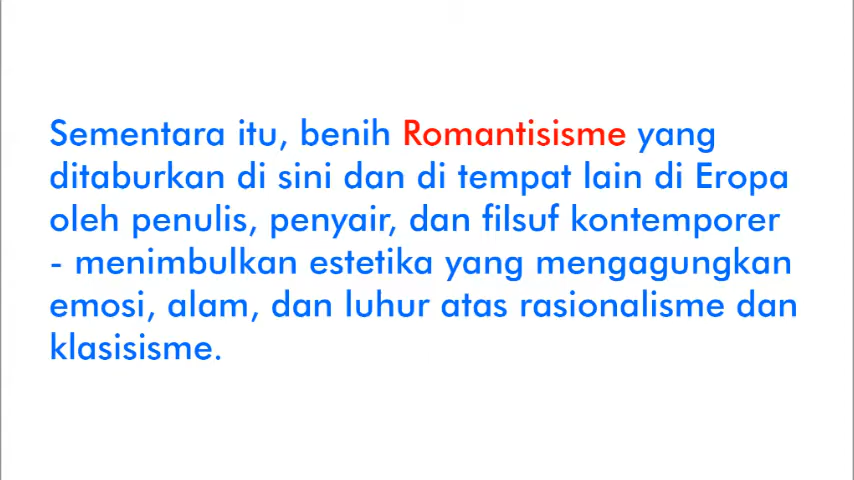 Sementara itu, benih Romantisisme yang
ditaburkan di sini dan di tempat lain di Eropa
oleh penulis, penyair, dan filsuf kontemporer
- menimbulkan estetika yang mengagungkan
emosi, alam, dan luhur atas rasionalisme dan
klasisisme.